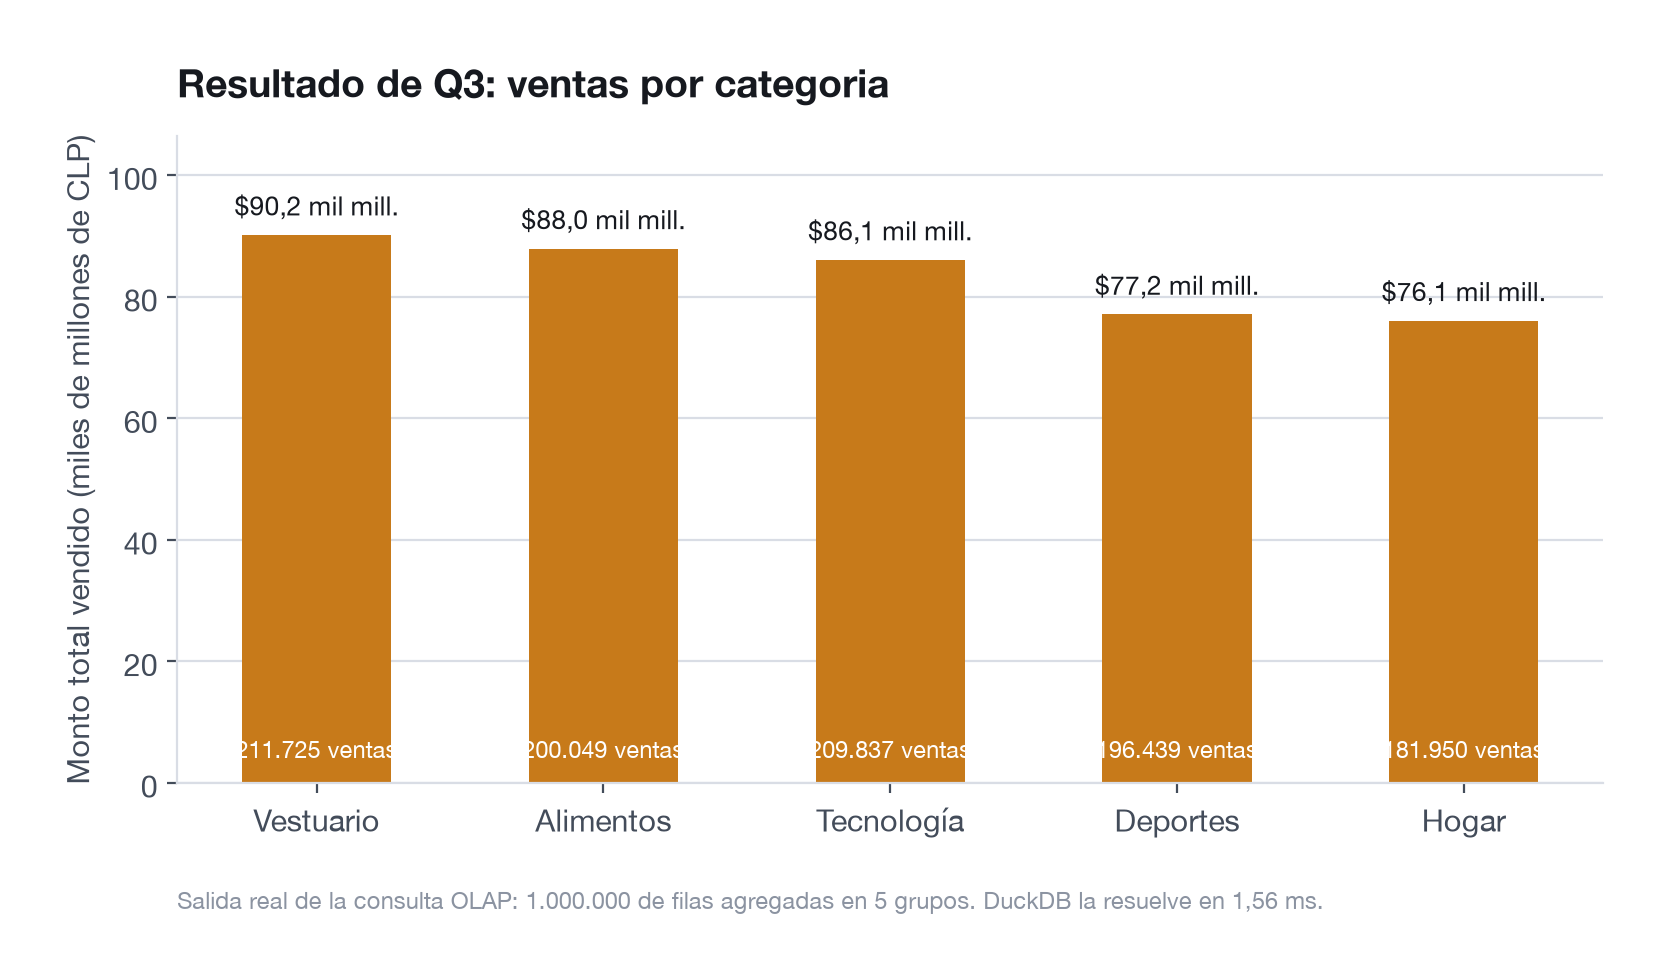 Resultado de Q3: ventas por categoria
Monto total vendido (miles de millones de CLP)
100
80
60
40
20
0
$90,2 mil mill.
$88,0 mil mill.
$86,1 mil mill.
$77,2 mil mill.
$76,1 mil mill.
211.725 ventas
200.049 ventas
209.837 ventas
196.439 ventas
181.950 ventas
Vestuario
Alimentos
Tecnología
Deportes
Hogar
Salida real de la consulta OLAP: 1.000.000 de filas agregadas en 5 grupos. DuckDB la resuelve en 1,56 ms.